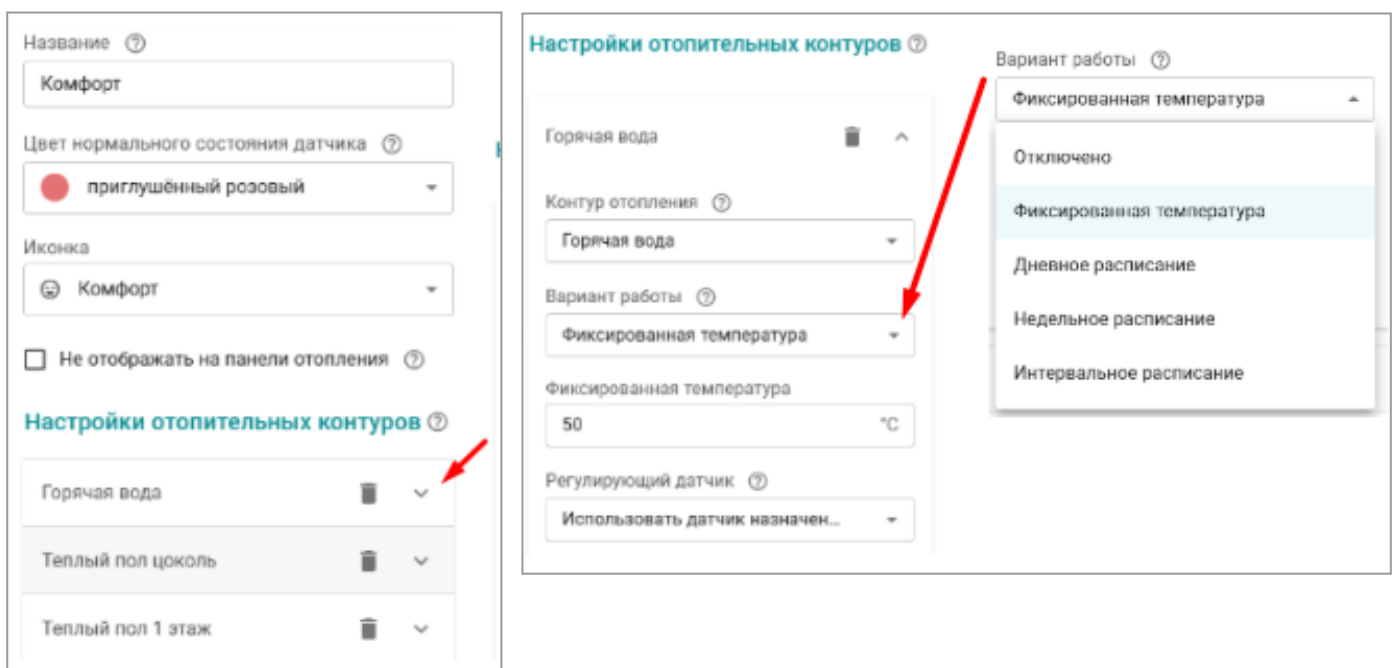 Название
Комфорт
Цвет нормального состояния датчика
приглушённый розовый
Иконка
Комфорт
Не отображать на панели отопления
Настройки отопительных контуров
Горячая вода
Теплый пол цоколь
Теплый пол 1 этаж
Настройки отопительных контуров
Горячая вода
Контур отопления
Горячая вода
Вариант работы
Фиксированная температура
Фиксированная температура
50 °C
Регулирующий датчик
Использовать датчик назначен...
Вариант работы
Фиксированная температура
Отключено
Фиксированная температура
Дневное расписание
Недельное расписание
Интервальное расписание